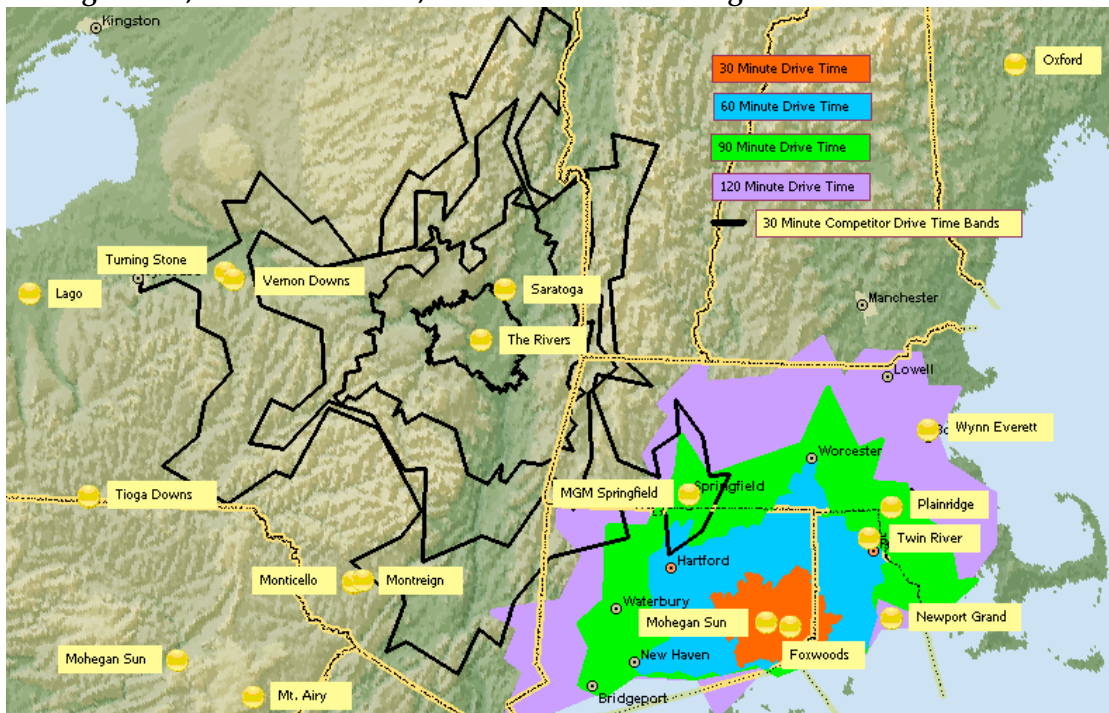 Kingston
30 Minute Drive Time
Oxford
60 Minute Drive Time
90 Minute Drive Time
120 Minute Drive Time
30 Minute Competitor Drive Time Bands
Turning Stone
Vernon Downs
Lago
Saratoga
Manchester
The Rivers
Lowell
Wynn Everett
Worcester
MGM Springfield
Springfield
Tioga Downs
Plainridge
Twin River
Hartford
Monticello
Montreign
Waterbury
Mohegan Sun
Newport Grand
Mohegan Sun
New Haven
Foxwoods
Mt. Airy
Bridgeport